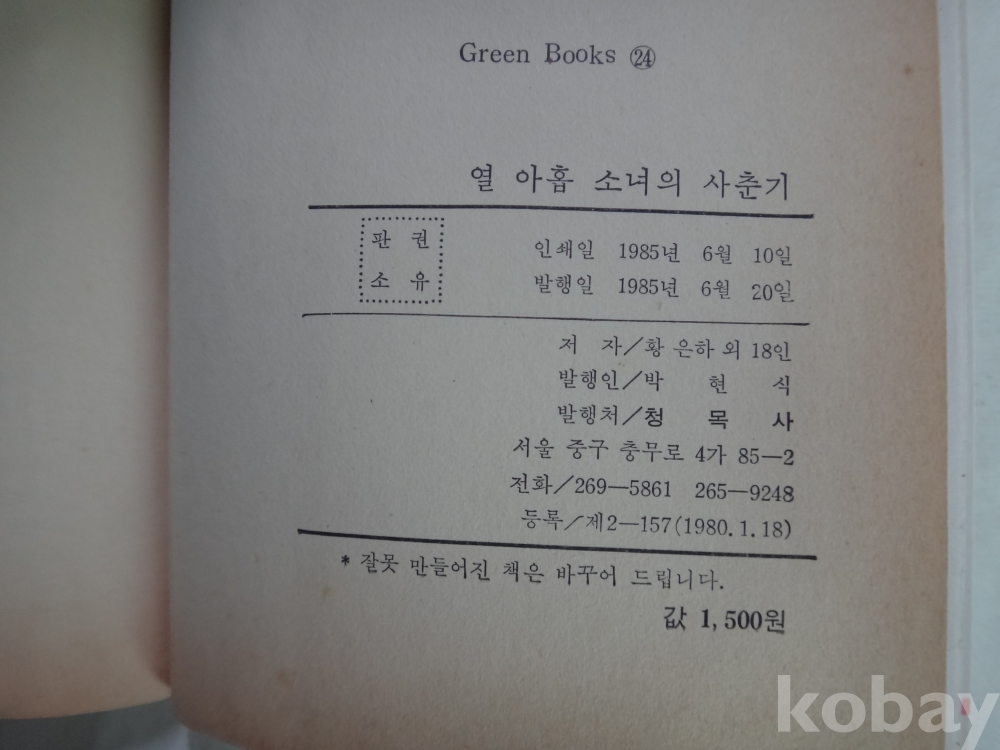 Green Books ㉔
열 아홉 소녀의 사춘기
판 권
소 유
인쇄일 1985년 6월 10일
발행일 1985년 6월 20일
저 자/황 은하 외 18인
발행인/박 현 식
발행처/청 목 사
서울 중구 충무로 4가 85—2
전화/269—5861 265—9248
등록/제2—157(1980.1.18)
* 잘못 만들어진 책은 바꾸어 드립니다.
값 1,500원
kobay